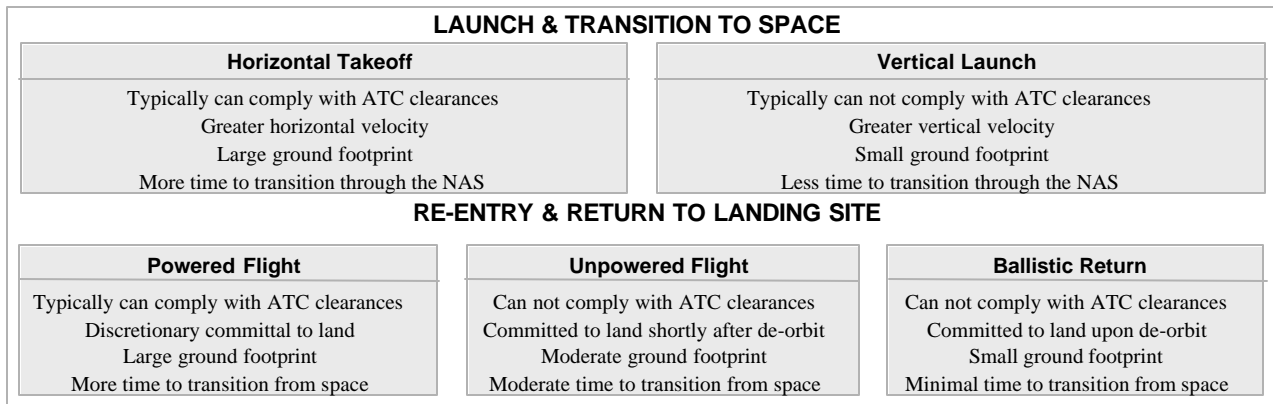 LAUNCH & TRANSITION TO SPACE
Horizontal Takeoff
Typically can comply with ATC clearances
Greater horizontal velocity
Large ground footprint
More time to transition through the NAS
Vertical Launch
Typically can not comply with ATC clearances
Greater vertical velocity
Small ground footprint
Less time to transition through the NAS
RE-ENTRY & RETURN TO LANDING SITE
Powered Flight
Typically can comply with ATC clearances
Discretionary committal to land
Large ground footprint
More time to transition from space
Unpowered Flight
Can not comply with ATC clearances
Committed to land shortly after de-orbit
Moderate ground footprint
Moderate time to transition from space
Ballistic Return
Can not comply with ATC clearances
Committed to land upon de-orbit
Small ground footprint
Minimal time to transition from space